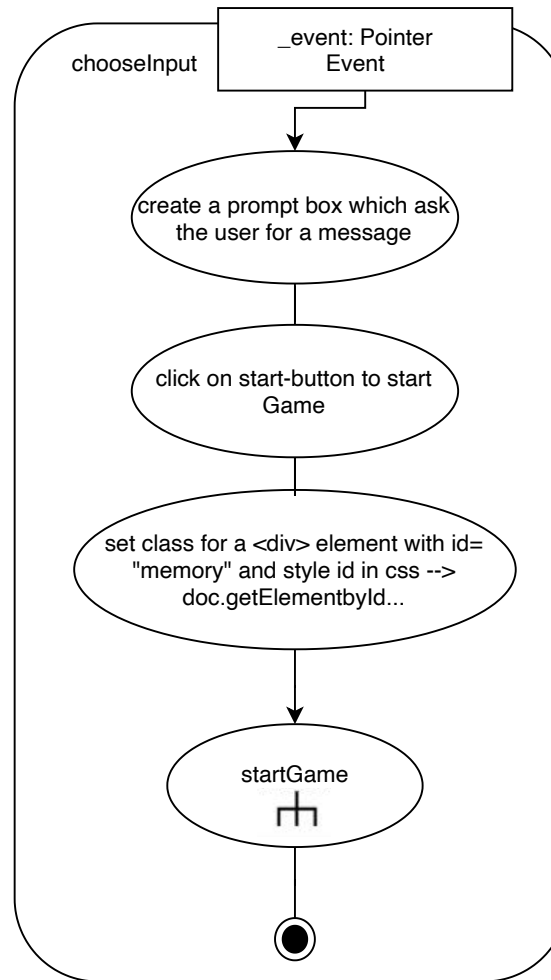 _event: Pointer
Event
chooseInput
create a prompt box which ask
the user for a message
click on start-button to start
Game
set class for a <div> element with id=
"memory" and style id in css -->
doc.getElementbyId...
startGame